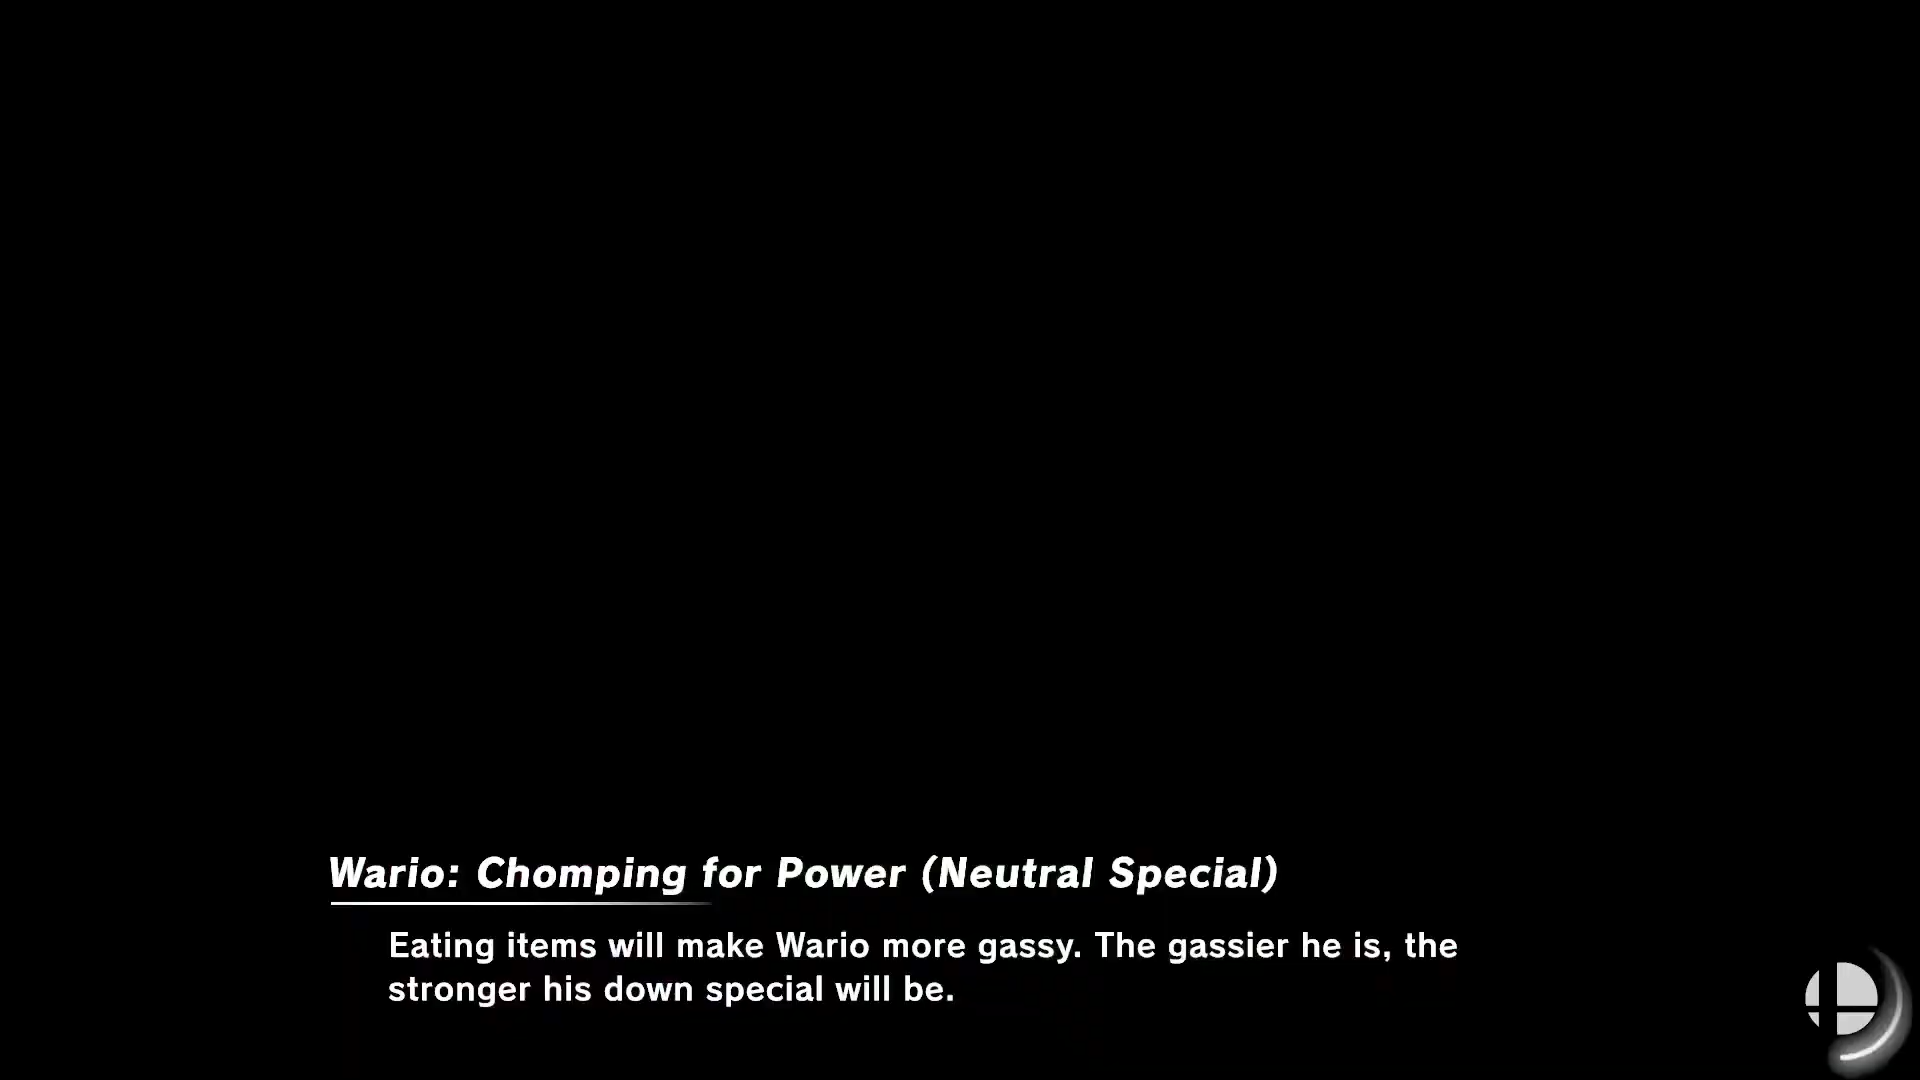 Wario: Chomping for Power (Neutral Special)
Eating items will make Wario more gassy. The gassier he is, the
stronger his down special will be.